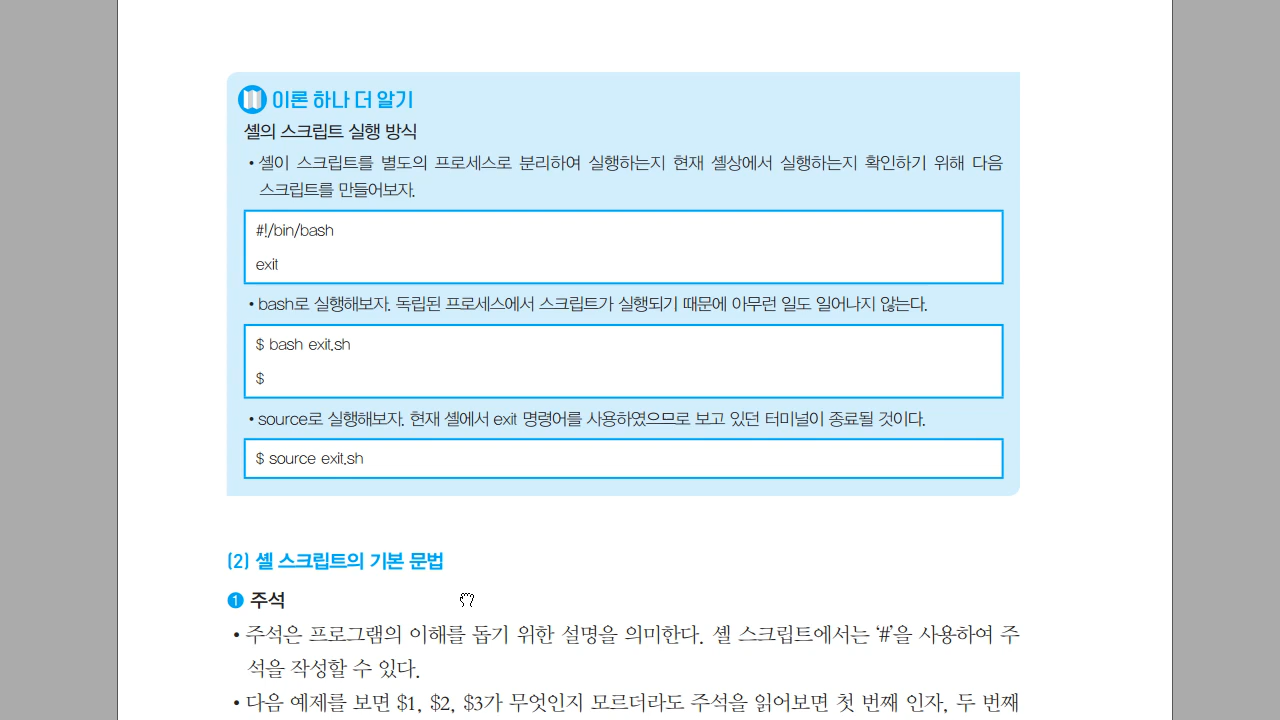 이론 하나 더 알기
셸의 스크립트 실행 방식
• 셸이 스크립트를 별도의 프로세스로 분리하여 실행하는지 현재 셸상에서 실행하는지 확인하기 위해 다음
스크립트를 만들어보자.
#!/bin/bash
exit
• bash로 실행해보자. 독립된 프로세스에서 스크립트가 실행되기 때문에 아무런 일도 일어나지 않는다.
$ bash exit.sh
$
• source로 실행해보자. 현재 셸에서 exit 명령어를 사용하였으므로 보고 있던 터미널이 종료될 것이다.
$ source exit.sh
(2) 셸 스크립트의 기본 문법
❶ 주석
• 주석은 프로그램의 이해를 돕기 위한 설명을 의미한다. 셸 스크립트에서는 ‘#’을 사용하여 주
석을 작성할 수 있다.
• 다음 예제를 보면 $1, $2, $3가 무엇인지 모르더라도 주석을 읽어보면 첫 번째 인자, 두 번째